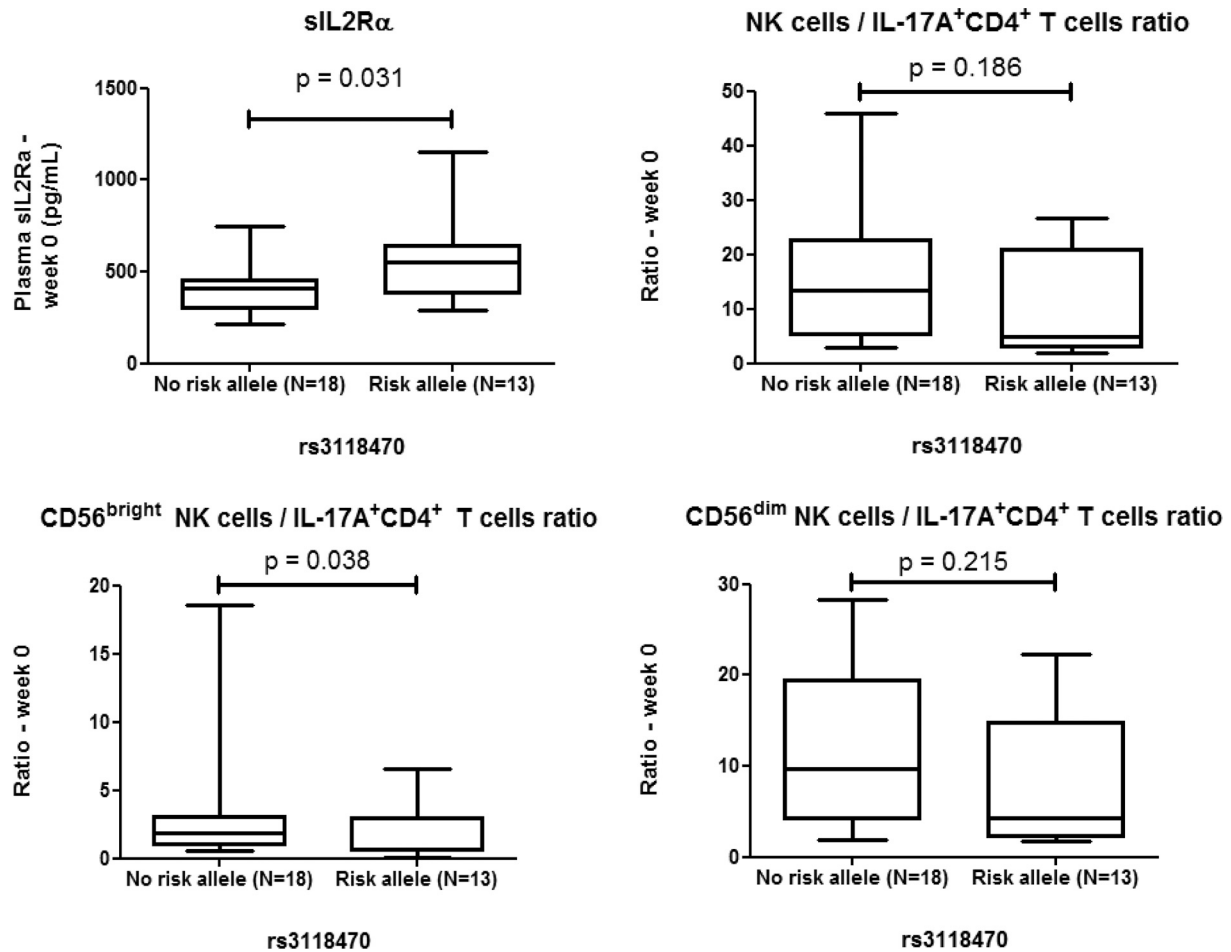 sIL2Rα
p = 0.031
Plasma sIL2Ra -
week 0 (pg/mL)
1500
1000
500
0
No risk allele (N=18)
Risk allele (N=13)
rs3118470
NK cells / IL-17A⁺CD4⁺ T cells ratio
p = 0.186
Ratio - week 0
50
40
30
20
10
0
No risk allele (N=18)
Risk allele (N=13)
rs3118470
CD56ᵇʳⁱᵍʰᵗ NK cells / IL-17A⁺CD4⁺ T cells ratio
p = 0.038
Ratio - week 0
20
15
10
5
0
No risk allele (N=18)
Risk allele (N=13)
rs3118470
CD56ᵈⁱᵐ NK cells / IL-17A⁺CD4⁺ T cells ratio
p = 0.215
Ratio - week 0
30
20
10
0
No risk allele (N=18)
Risk allele (N=13)
rs3118470